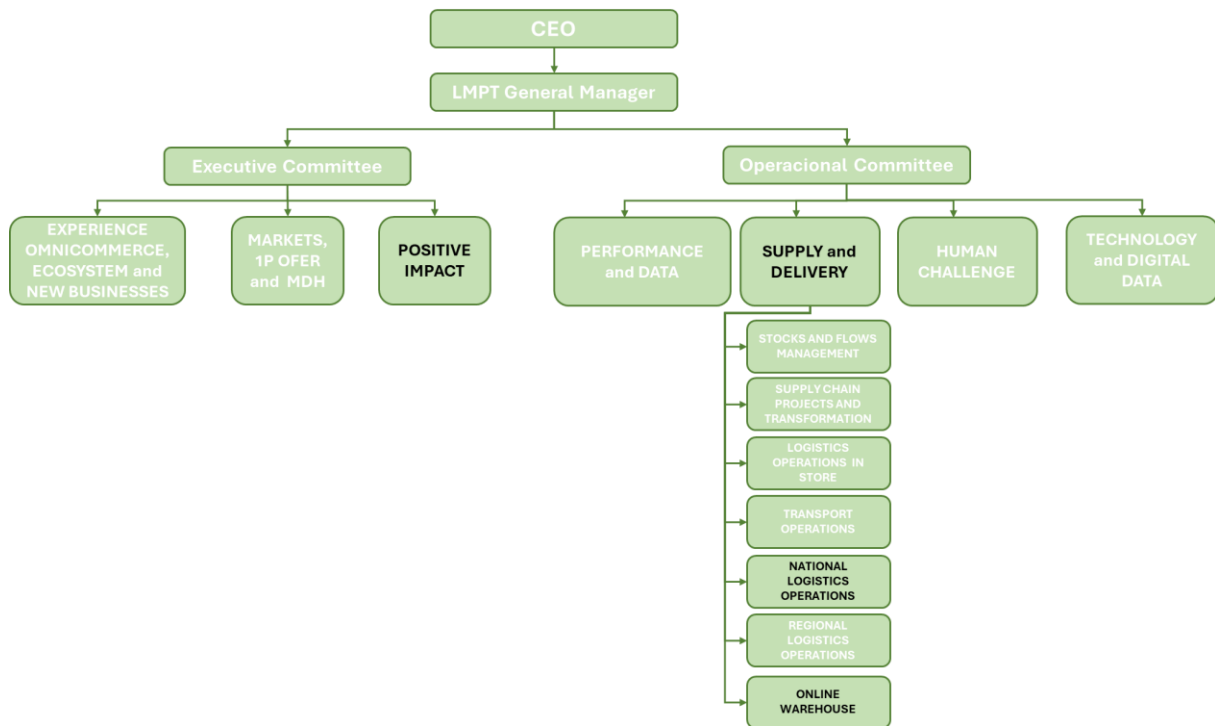 CEO
LMPT General Manager
Executive Committee
Operacional Committee
EXPERIENCE
OMNICOMMERCE,
ECOSYSTEM and
NEW BUSINESSES
MARKETS,
1P OFER
and MDH
POSITIVE
IMPACT
PERFORMANCE
and DATA
SUPPLY and
DELIVERY
HUMAN
CHALLENGE
TECHNOLOGY
and DIGITAL
DATA
STOCKS AND FLOWS
MANAGEMENT
SUPPLY CHAIN
PROJECTS AND
TRANSFORMATION
LOGISTICS
OPERATIONS IN
STORE
TRANSPORT
OPERATIONS
NATIONAL
LOGISTICS
OPERATIONS
REGIONAL
LOGISTICS
OPERATIONS
ONLINE
WAREHOUSE